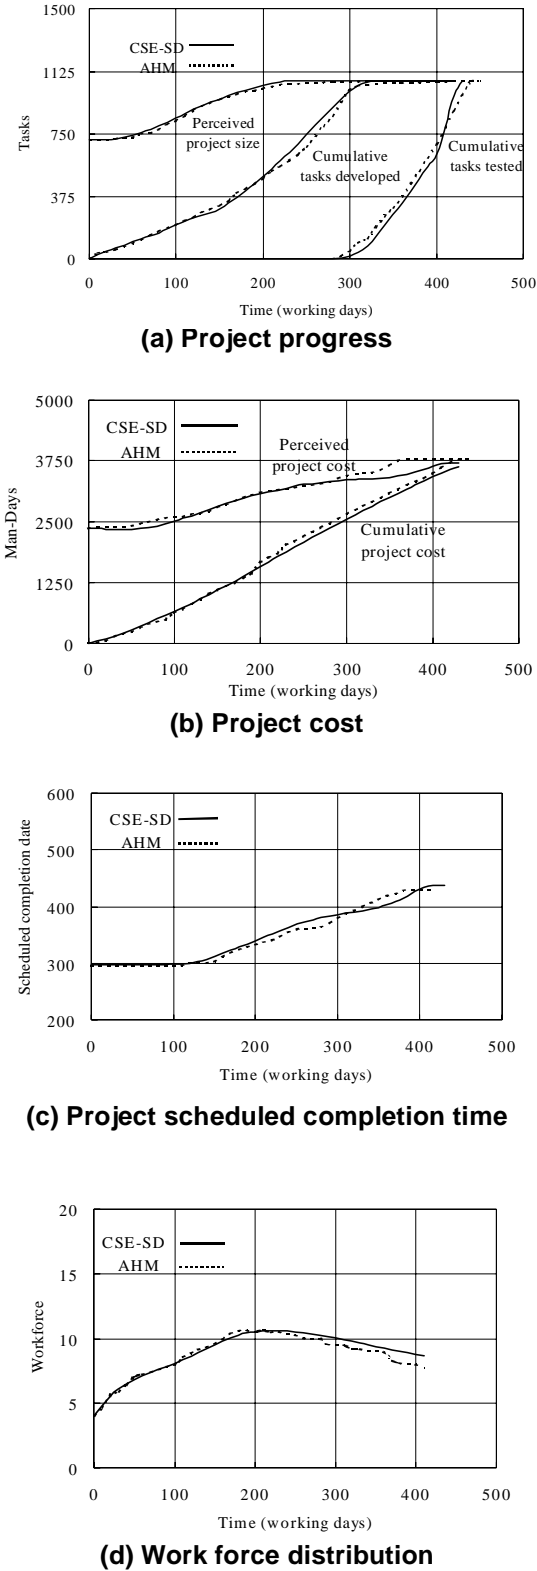 1500
1125
750
375
0
Tasks
CSE-SD
AHM
Perceived
project size
Cumulative
tasks developed
Cumulative
tasks tested
0 100 200 300 400 500
Time (working days)
(a) Project progress
5000
3750
2500
1250
0
Man-Days
CSE-SD
AHM
Perceived
project cost
Cumulative
project cost
0 100 200 300 400 500
Time (working days)
(b) Project cost
600
500
400
300
200
Scheduled completion date
CSE-SD
AHM
0 100 200 300 400 500
Time (working days)
(c) Project scheduled completion time
20
15
10
5
0
Workforce
CSE-SD
AHM
0 100 200 300 400 500
Time (working days)
(d) Work force distribution